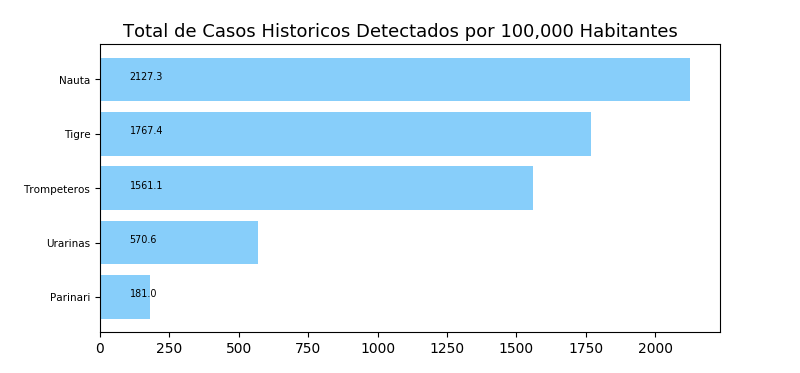 Total de Casos Historicos Detectados por 100,000 Habitantes
Nauta 2127.3
Tigre 1767.4
Trompeteros 1561.1
Urarinas 570.6
Parinari 181.0
0 250 500 750 1000 1250 1500 1750 2000